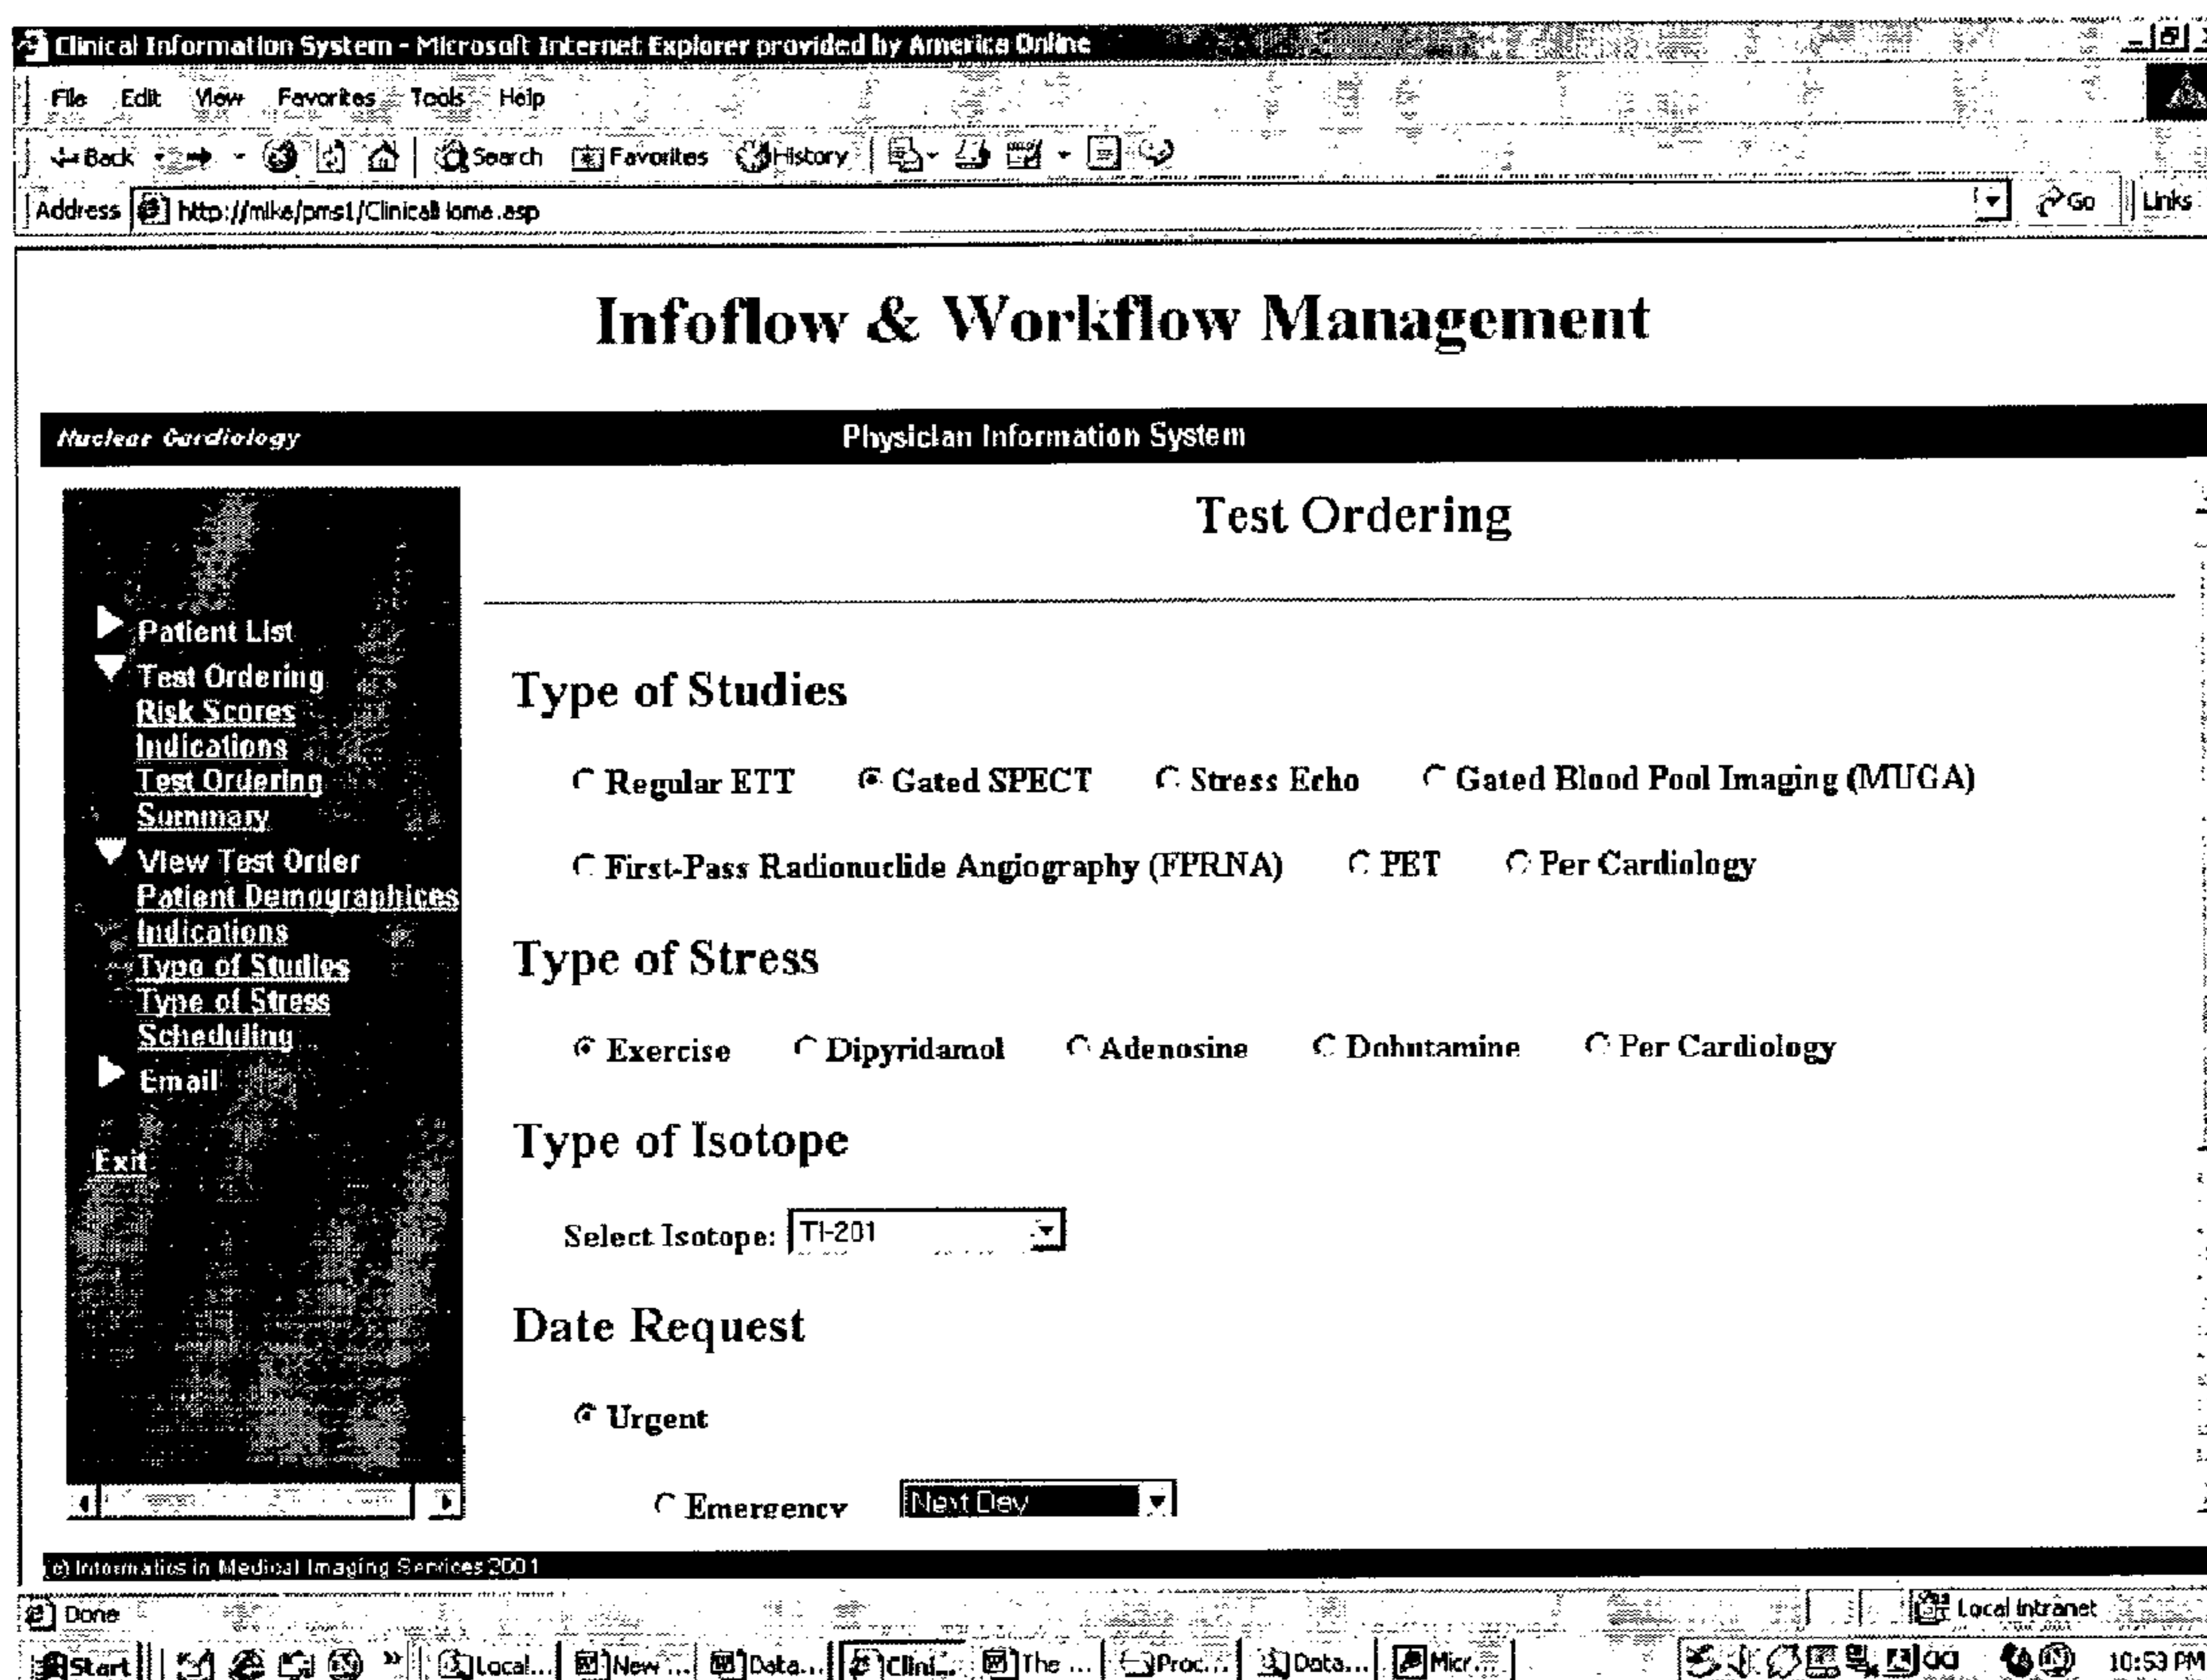 Clinical Information System - Microsoft Internet Explorer provided by America Online
File Edit View Favorites Tools Help
Back Search Favorites History
Address http://mike/pms1/ClinicalHome.asp Go Links
Infoflow & Workflow Management
Nuclear Cardiology Physician Information System
Test Ordering
Patient List
Test Ordering
Risk Scores
Indications
Test Ordering
Summary
View Test Order
Patient Demographices
Indications
Type of Studies
Type of Stress
Scheduling
Email
Exit
Type of Studies
Regular ETT Gated SPECT Stress Echo Gated Blood Pool Imaging (MUGA)
First-Pass Radionuclide Angiography (FPRNA) PET Per Cardiology
Type of Stress
Exercise Dipyridamol Adenosine Dobutamine Per Cardiology
Type of Isotope
Select Isotope: Tl-201
Date Request
Urgent
Emergency Next Day
(c) Informatics in Medical Imaging Services 2001
Done Local intranet
Start Local... New ... Data... Clini... The ... Proc... Data... Micr... 10:53 PM